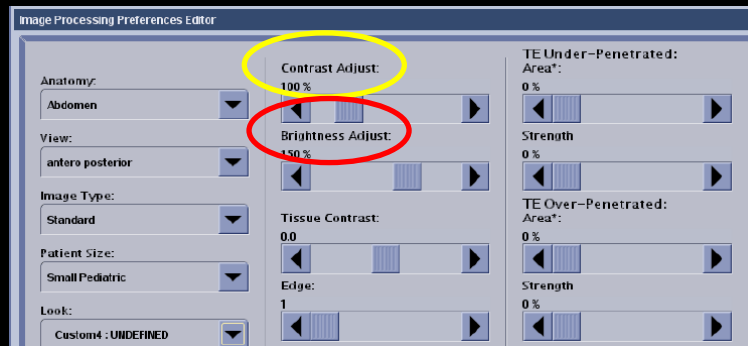 Image Processing Preferences Editor
Anatomy:
Abdomen
View:
antero posterior
Image Type:
Standard
Patient Size:
Small Pediatric
Look:
Custom4 : UNDEFINED
Contrast Adjust:
100 %
Brightness Adjust:
150 %
Tissue Contrast:
0.0
Edge:
1
TE Under-Penetrated:
Area*:
0 %
Strength
0 %
TE Over-Penetrated:
Area*:
0 %
Strength
0 %